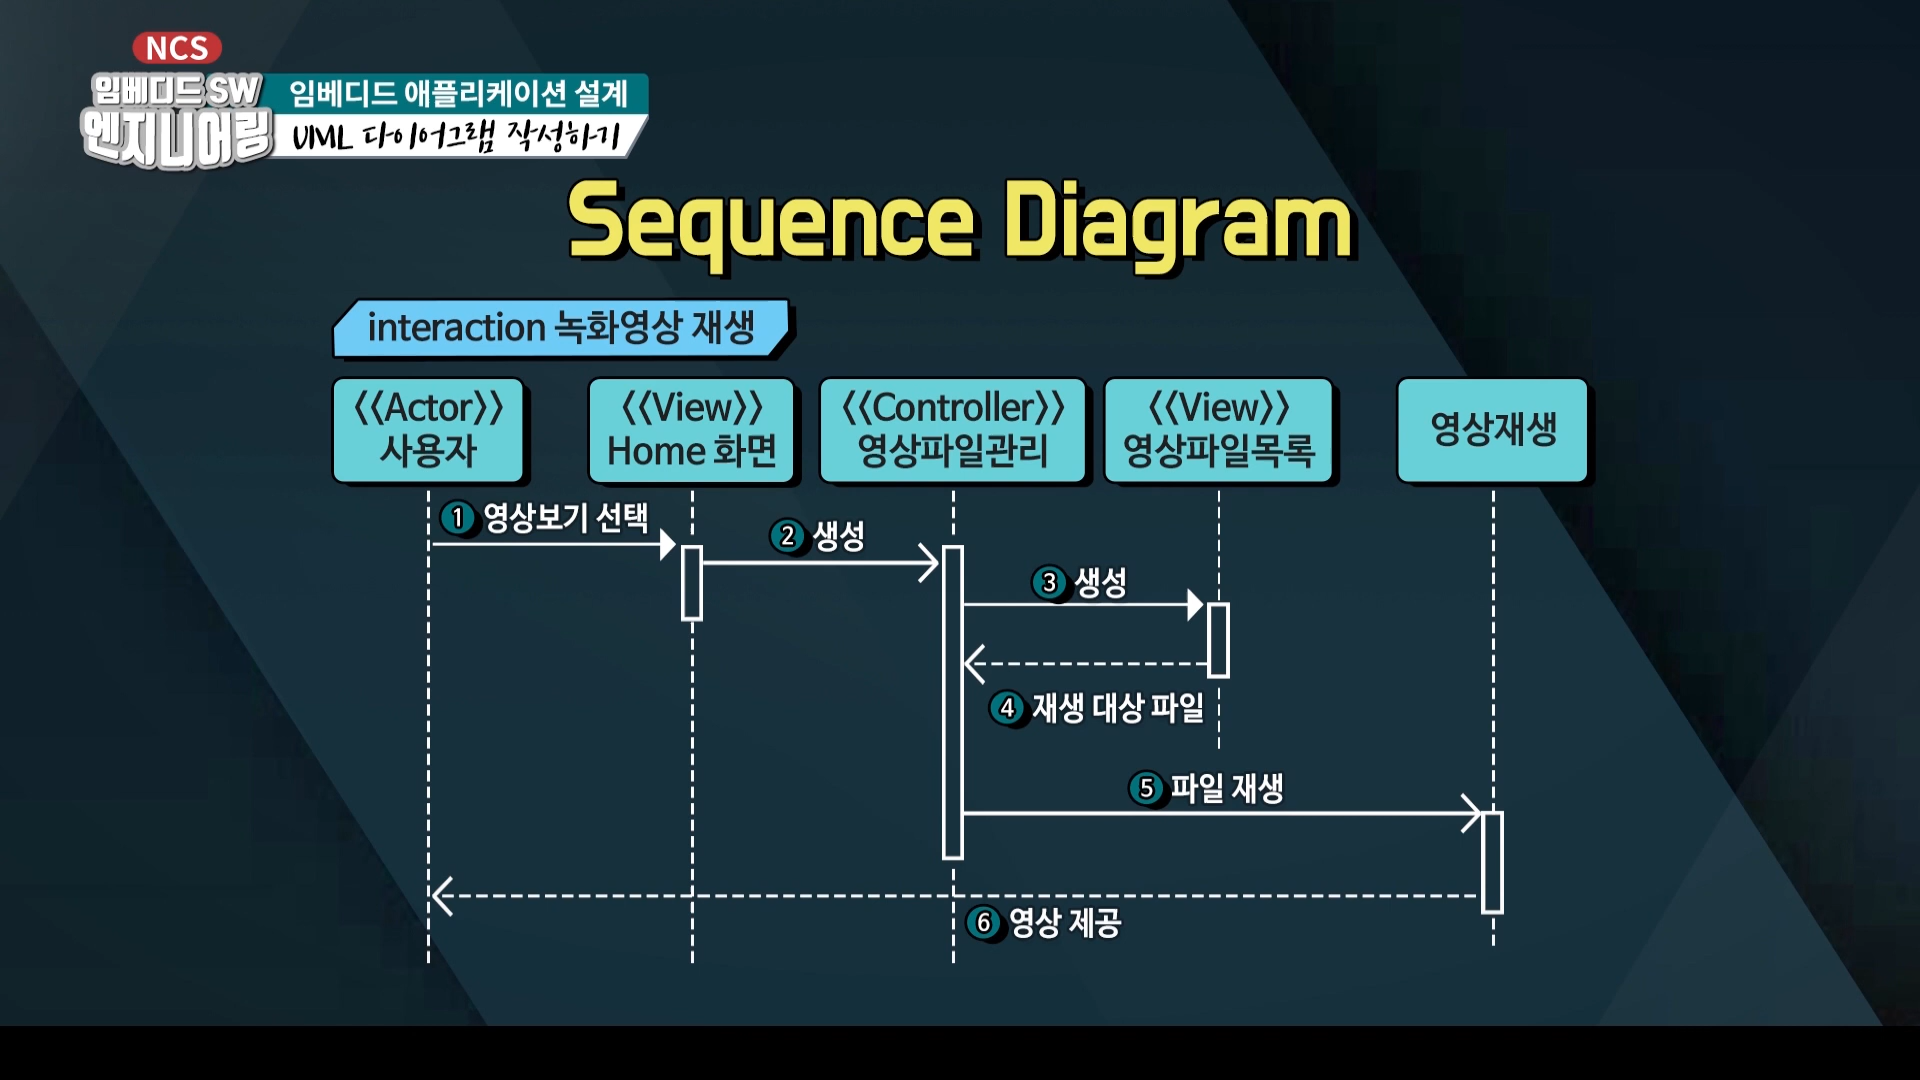 NCS
임베디드 SW
엔지니어링
임베디드 애플리케이션 설계
UML 다이어그램 작성하기
Sequence Diagram
interaction 녹화영상 재생
<<Actor>>
사용자
<<View>>
Home 화면
<<Controller>>
영상파일관리
<<View>>
영상파일목록
영상재생
1 영상보기 선택
2 생성
3 생성
4 재생 대상 파일
5 파일 재생
6 영상 제공